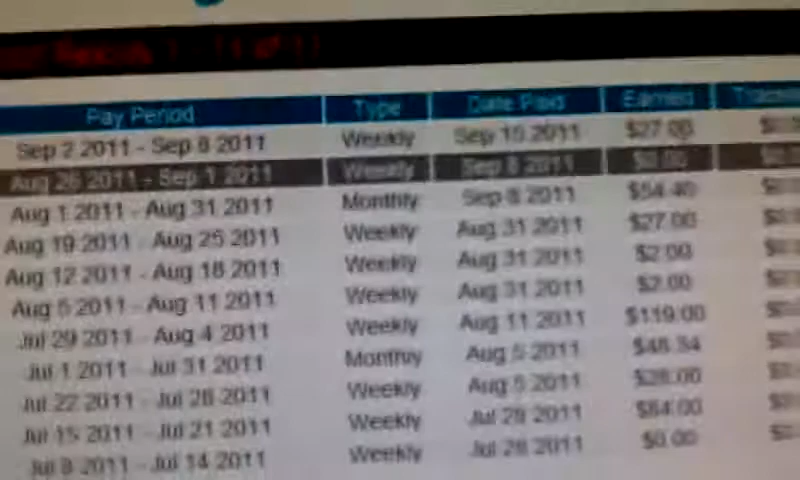 Pay Period Type Date Paid Earned
Sep 2 2011 - Sep 8 2011 Weekly Sep 15 2011 $27.00
Aug 26 2011 - Sep 1 2011 Weekly Sep 8 2011 $0.00
Aug 1 2011 - Aug 31 2011 Monthly Sep 8 2011 $54.40
Aug 19 2011 - Aug 25 2011 Weekly Aug 31 2011 $27.00
Aug 12 2011 - Aug 18 2011 Weekly Aug 31 2011 $2.00
Aug 5 2011 - Aug 11 2011 Weekly Aug 31 2011 $2.00
Jul 29 2011 - Aug 4 2011 Weekly Aug 11 2011 $119.00
Jul 1 2011 - Jul 31 2011 Monthly Aug 5 2011
Jul 22 2011 - Jul 28 2011 Weekly Aug 5 2011
Jul 15 2011 - Jul 21 2011 Weekly
Jul 8 2011 - Jul 14 2011 Weekly $0.00